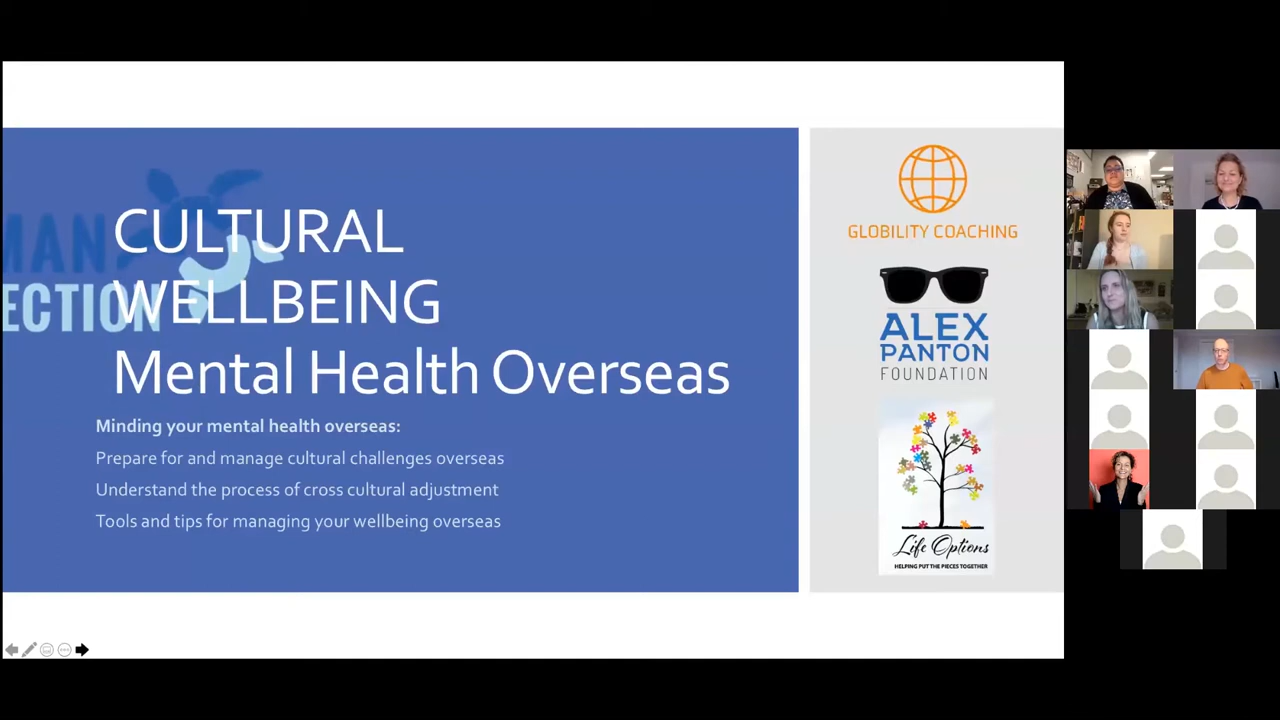 CULTURAL
WELLBEING
Mental Health Overseas
Minding your mental health overseas:
Prepare for and manage cultural challenges overseas
Understand the process of cross cultural adjustment
Tools and tips for managing your wellbeing overseas
MAN
ECTION
GLOBILITY COACHING
ALEX
PANTON
FOUNDATION
Life Options
HELPING PUT THE PIECES TOGETHER